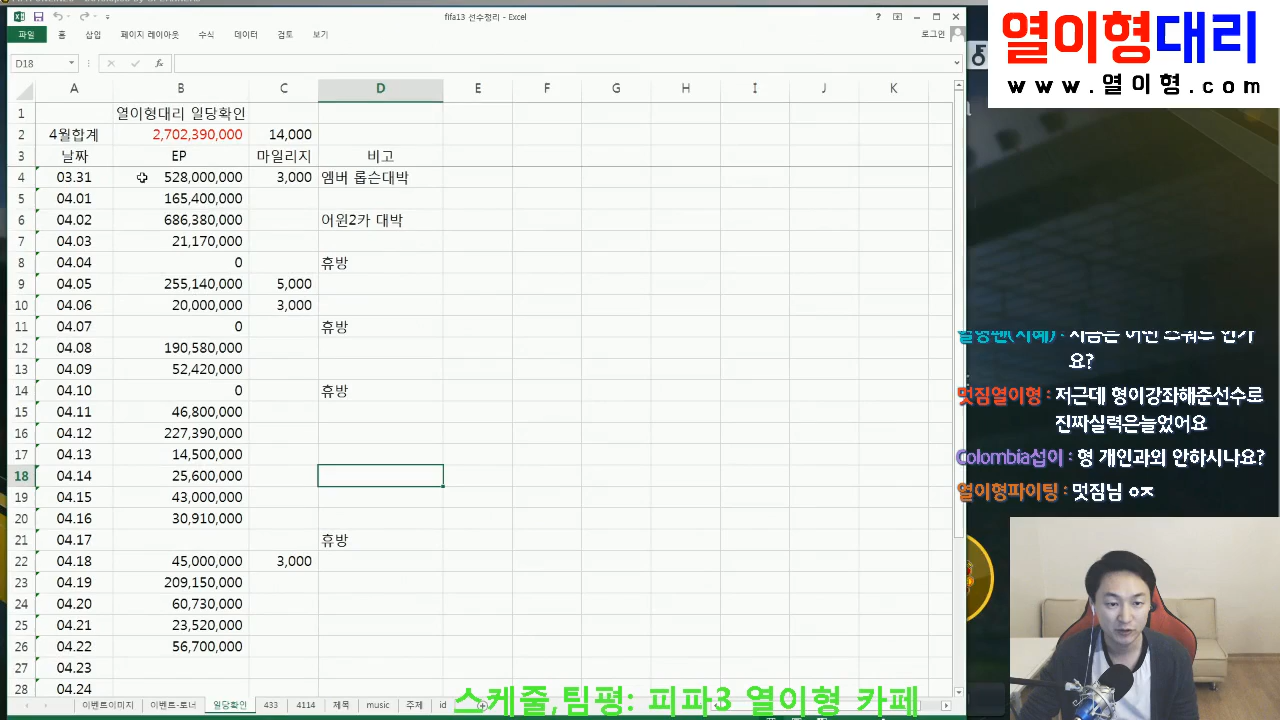 fifa13 선수정리 - Excel
파일 홈 삽입 페이지 레이아웃 수식 데이터 검토 보기 로그인
D18 fx
A B C D E F G H I J K
1 열이형대리 일당확인
2 4월합계 2,702,390,000 14,000
3 날짜 EP 마일리지 비고
4 03.31 528,000,000 3,000 엠버 롭슨대박
5 04.01 165,400,000
6 04.02 686,380,000 어윈2카 대박
7 04.03 21,170,000
8 04.04 0 휴방
9 04.05 255,140,000 5,000
10 04.06 20,000,000 3,000
11 04.07 0 휴방
12 04.08 190,580,000
13 04.09 52,420,000
14 04.10 0 휴방
15 04.11 46,800,000
16 04.12 227,390,000
17 04.13 14,500,000
18 04.14 25,600,000
19 04.15 43,000,000
20 04.16 30,910,000
21 04.17 휴방
22 04.18 45,000,000 3,000
23 04.19 209,150,000
24 04.20 60,730,000
25 04.21 23,520,000
26 04.22 56,700,000
27 04.23
28 04.24
일당확인 433 4114 제목 music 주제 id
스케줄,팀평: 피파3 열이형 카페
열이형대리
www.열이형.com
요?
멋짐열이형 : 저근데 형이강좌해준선수로
진짜실력은늘었어요
Colombia섭이 : 형 개인과외 안하시나요?
열이형파이팅 : 멋짐님 ㅇㅈ